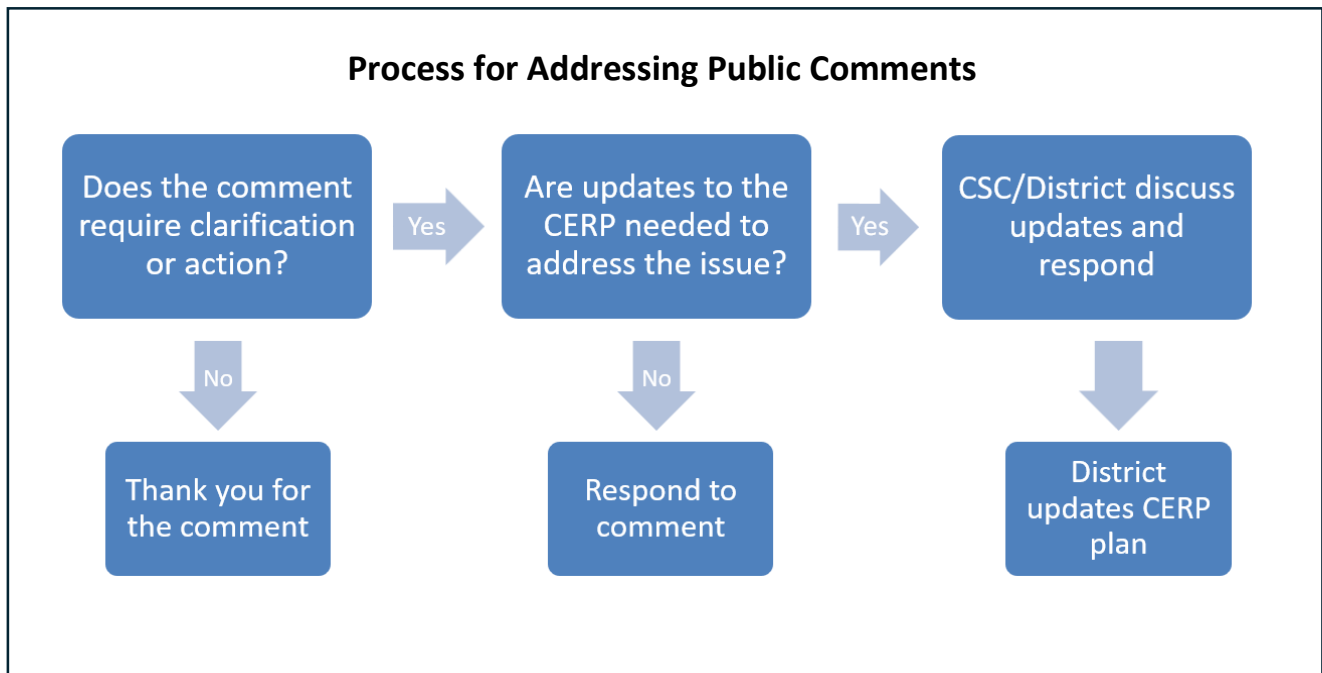 Process for Addressing Public Comments
Does the comment
require clarification
or action?
Yes
Are updates to the
CERP needed to
address the issue?
Yes
CSC/District discuss
updates and
respond
No
No
Thank you for
the comment
Respond to
comment
District
updates CERP
plan